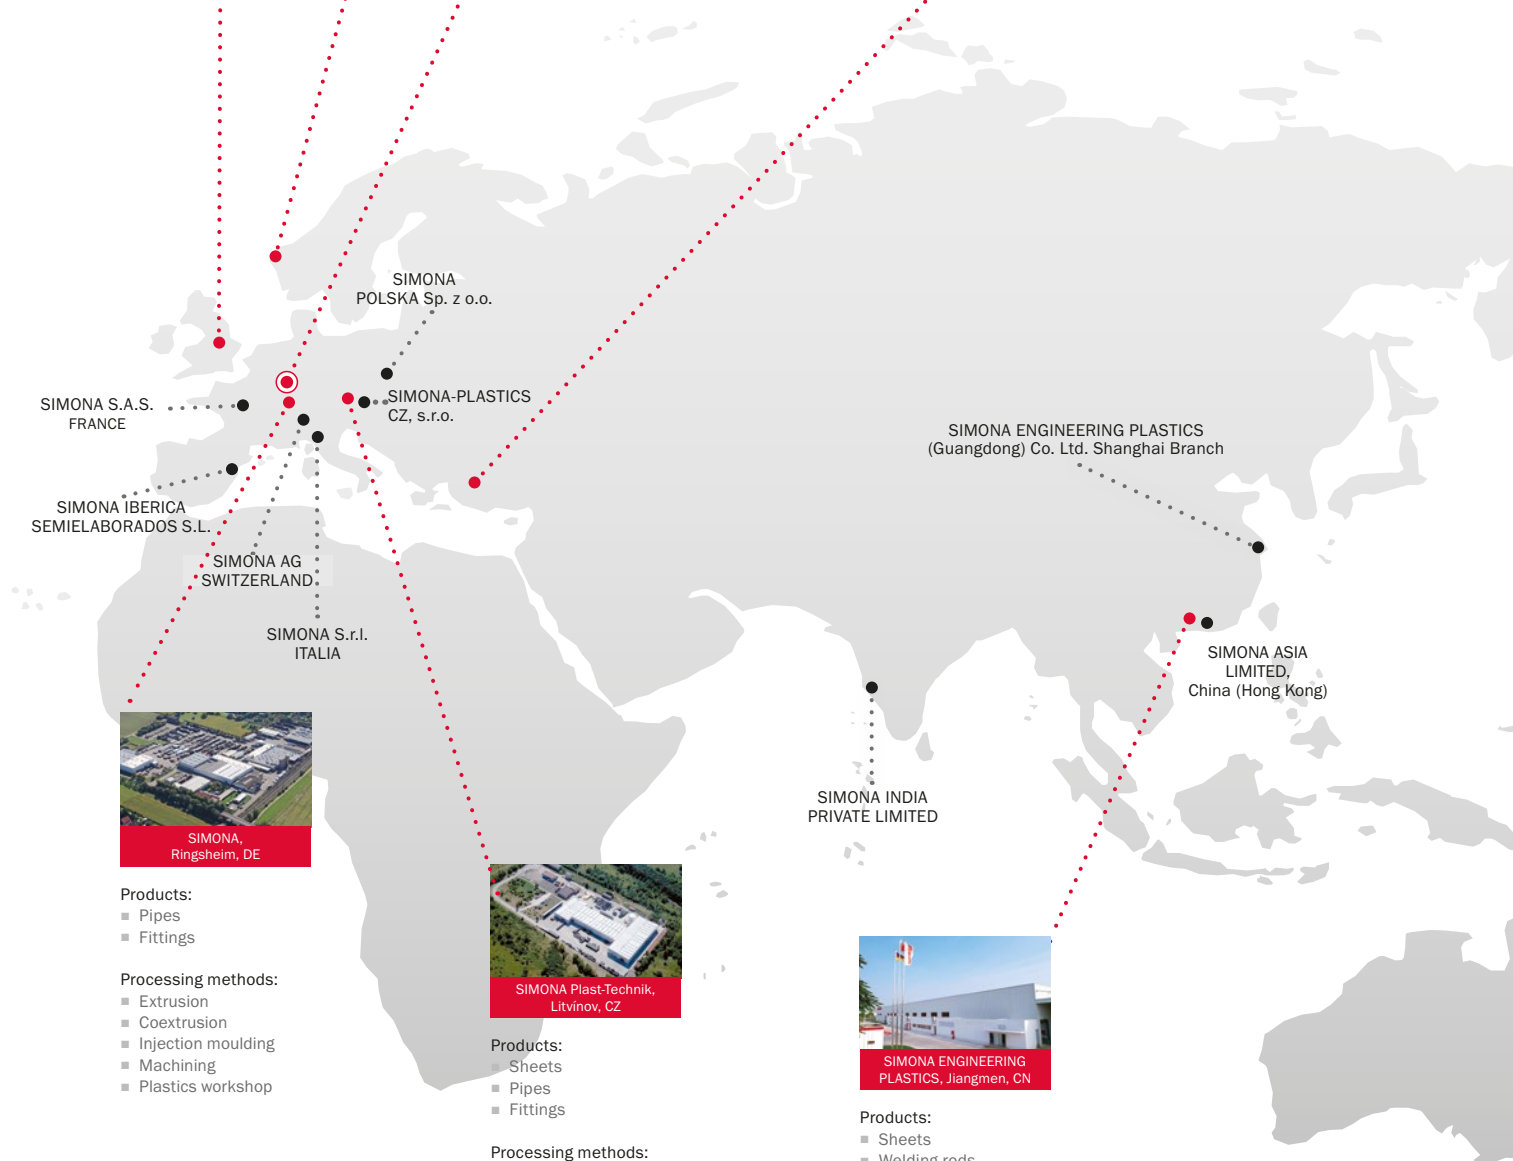 SIMONA
POLSKA Sp. z o.o.
SIMONA-PLASTICS
CZ, s.r.o.
SIMONA S.A.S.
FRANCE
SIMONA ENGINEERING PLASTICS
(Guangdong) Co. Ltd. Shanghai Branch
SIMONA IBERICA
SEMIELABORADOS S.L.
SIMONA AG
SWITZERLAND
SIMONA S.r.l.
ITALIA
SIMONA ASIA
LIMITED,
China (Hong Kong)
SIMONA INDIA
PRIVATE LIMITED
SIMONA,
Ringsheim, DE
Products:
Pipes
Fittings
Processing methods:
Extrusion
Coextrusion
Injection moulding
Machining
Plastics workshop
SIMONA Plast-Technik,
Litvínov, CZ
Products:
Sheets
Pipes
Fittings
Processing methods:
SIMONA ENGINEERING
PLASTICS, Jiangmen, CN
Products:
Sheets
Welding rods